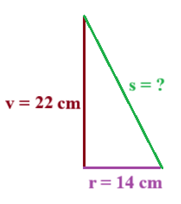 s = ?
v = 22 cm
r = 14 cm